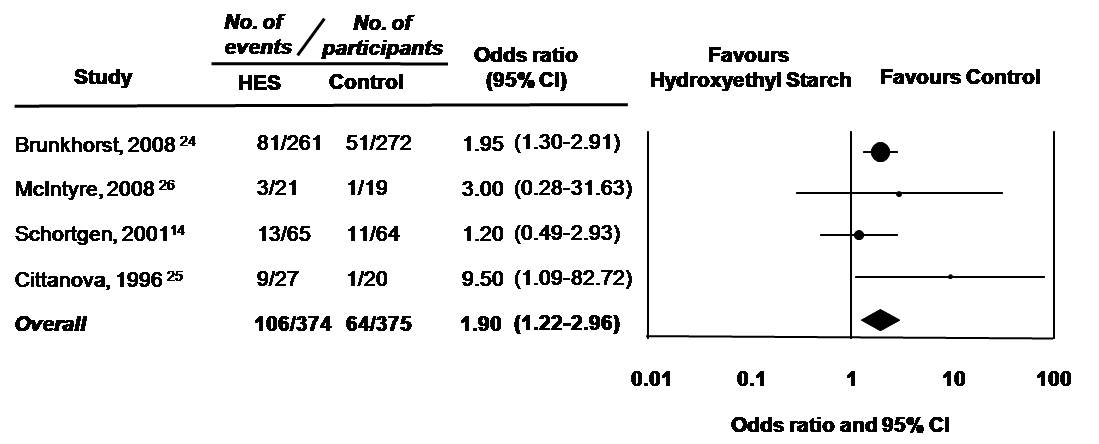 No. of events / No. of participants
Study HES Control Odds ratio (95% CI) Favours Hydroxyethyl Starch Favours Control
Brunkhorst, 2008 24 81/261 51/272 1.95 (1.30-2.91)
McIntyre, 2008 26 3/21 1/19 3.00 (0.28-31.63)
Schortgen, 2001 14 13/65 11/64 1.20 (0.49-2.93)
Cittanova, 1996 25 9/27 1/20 9.50 (1.09-82.72)
Overall 106/374 64/375 1.90 (1.22-2.96)
0.01 0.1 1 10 100
Odds ratio and 95% CI